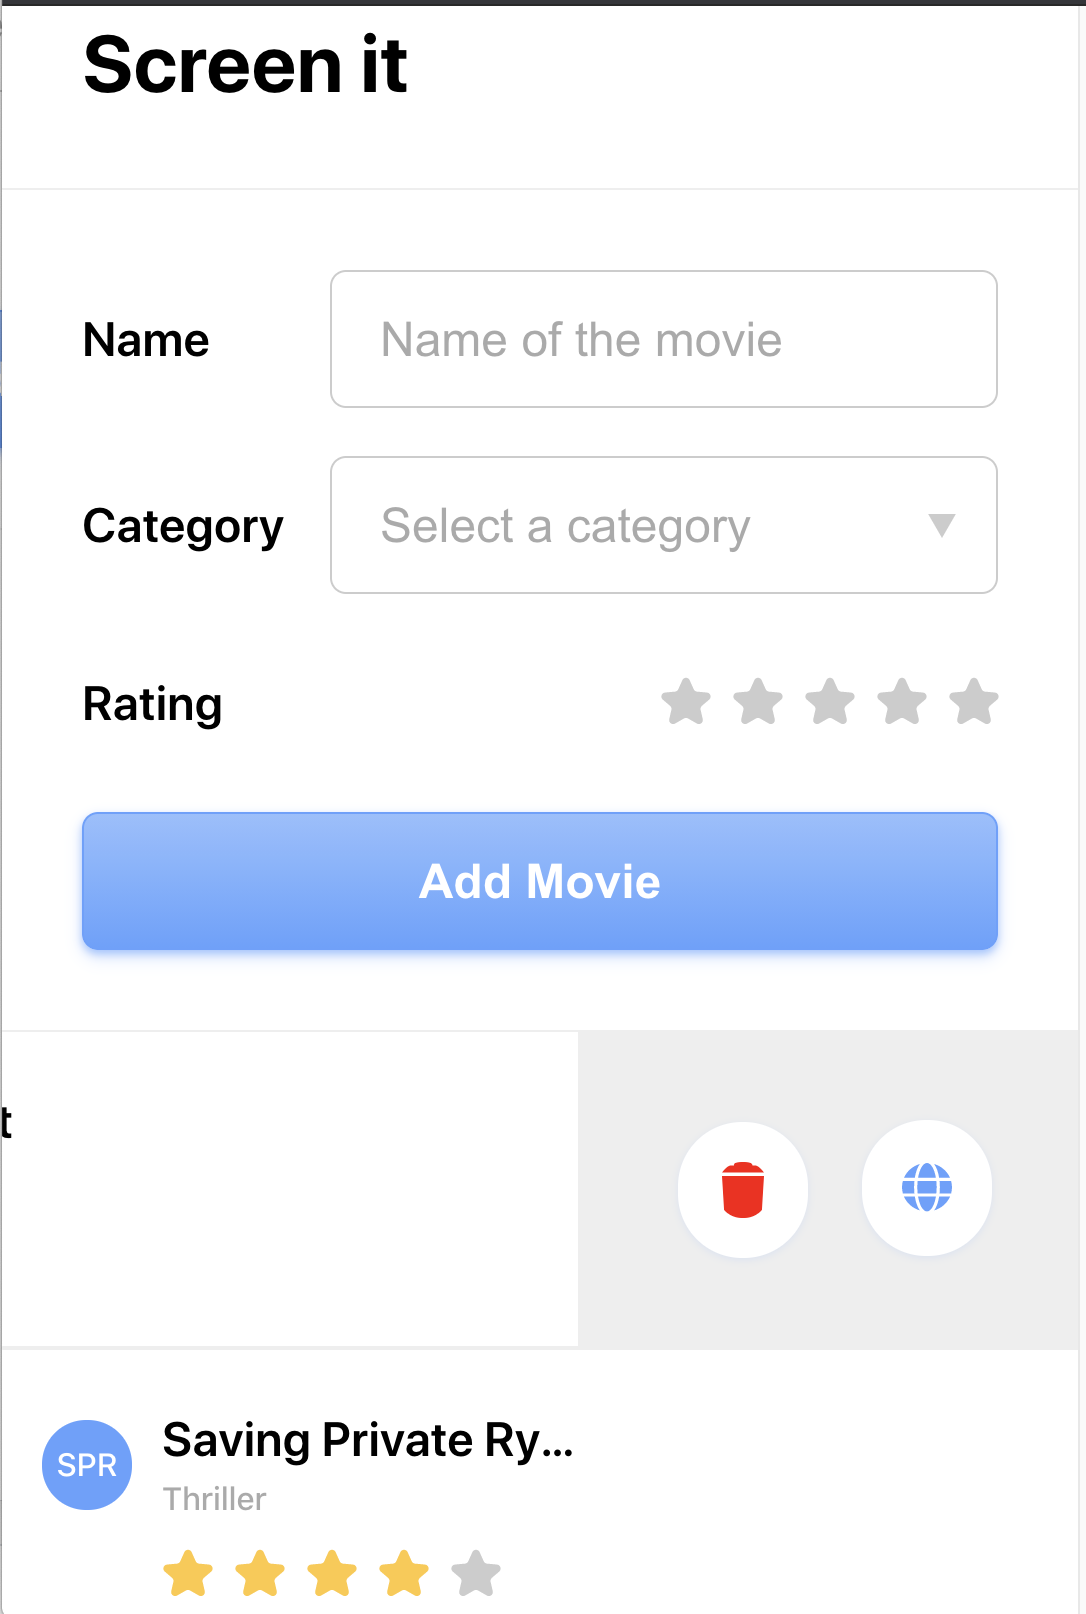 Screen it
Name
Name of the movie
Category
Select a category
Rating
Add Movie
t
SPR
Saving Private Ry...
Thriller